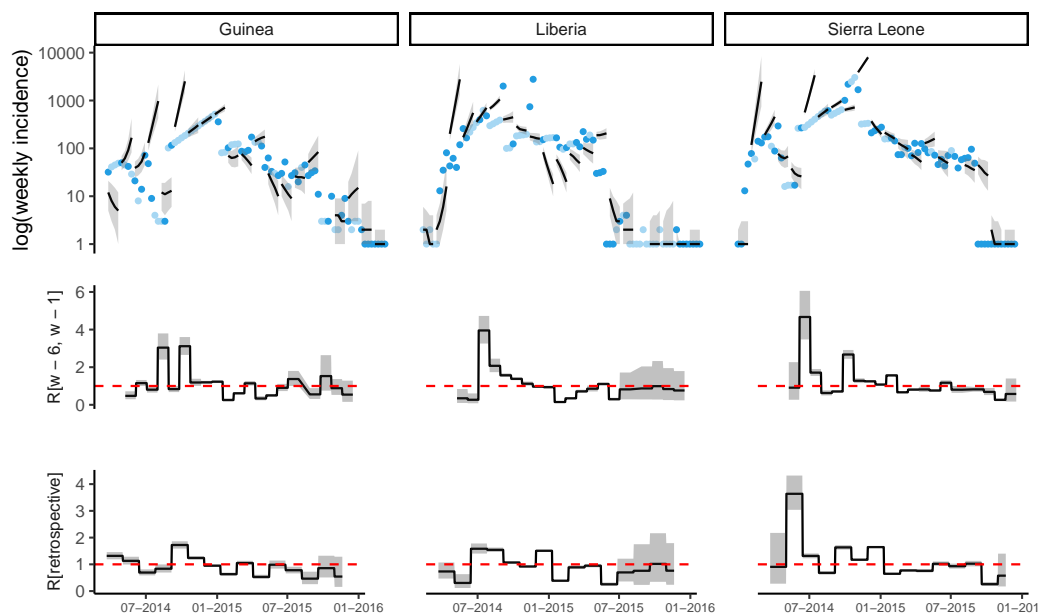 Guinea Liberia Sierra Leone
log(weekly incidence)
10000
1000
100
10
1
R[w − 6, w − 1]
6
4
2
0
R[retrospective]
4
3
2
1
0
07−2014 01−2015 07−2015 01−2016 07−2014 01−2015 07−2015 01−2016 07−2014 01−2015 07−2015 01−201